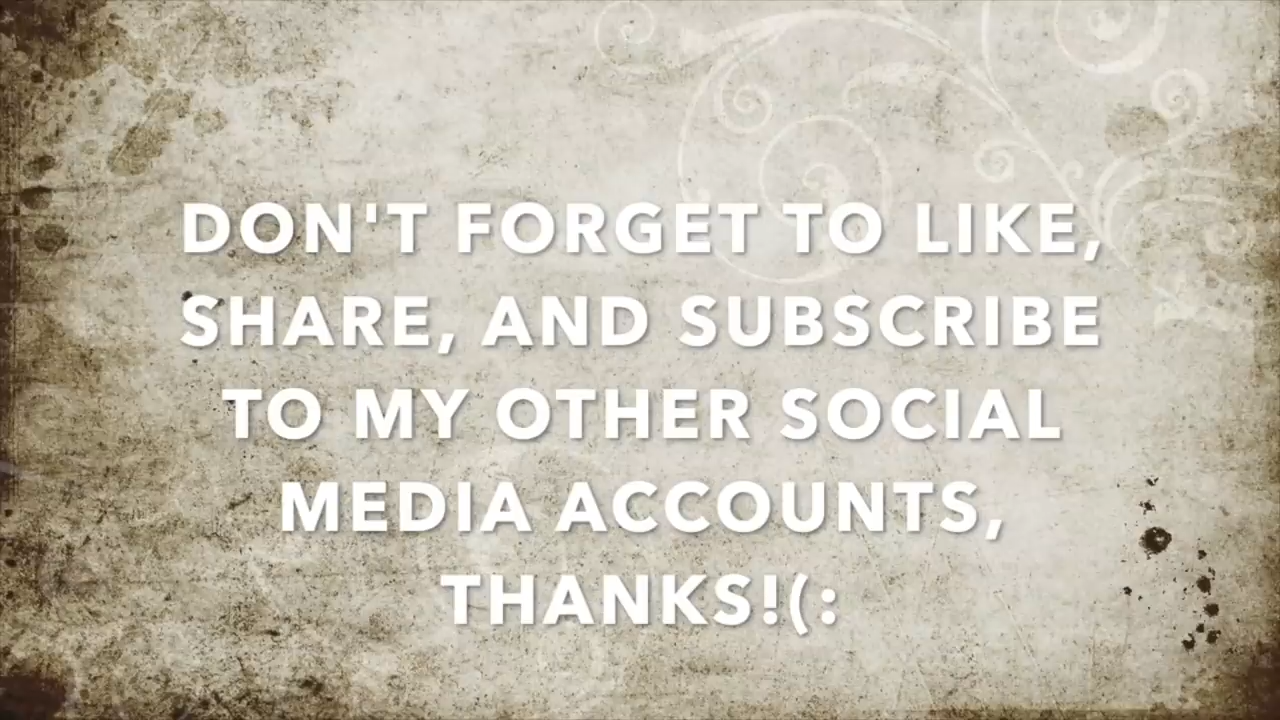 DON'T FORGET TO LIKE,
SHARE, AND SUBSCRIBE
TO MY OTHER SOCIAL
MEDIA ACCOUNTS,
THANKS!(: